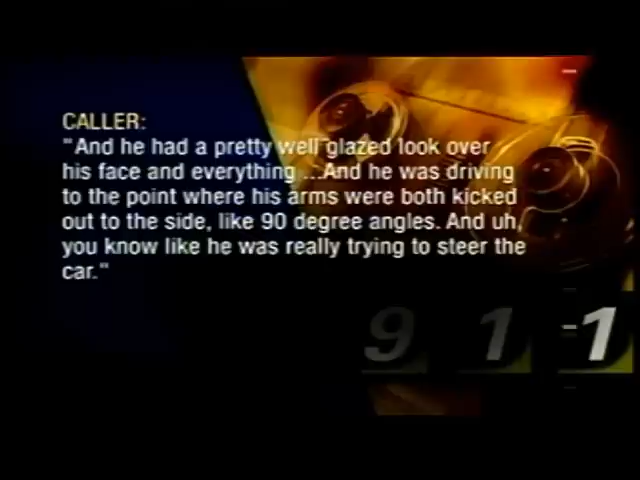 CALLER:
"And he had a pretty well glazed look over
his face and everything ...And he was driving
to the point where his arms were both kicked
out to the side, like 90 degree angles. And uh,
you know like he was really trying to steer the
car."
9 1 1